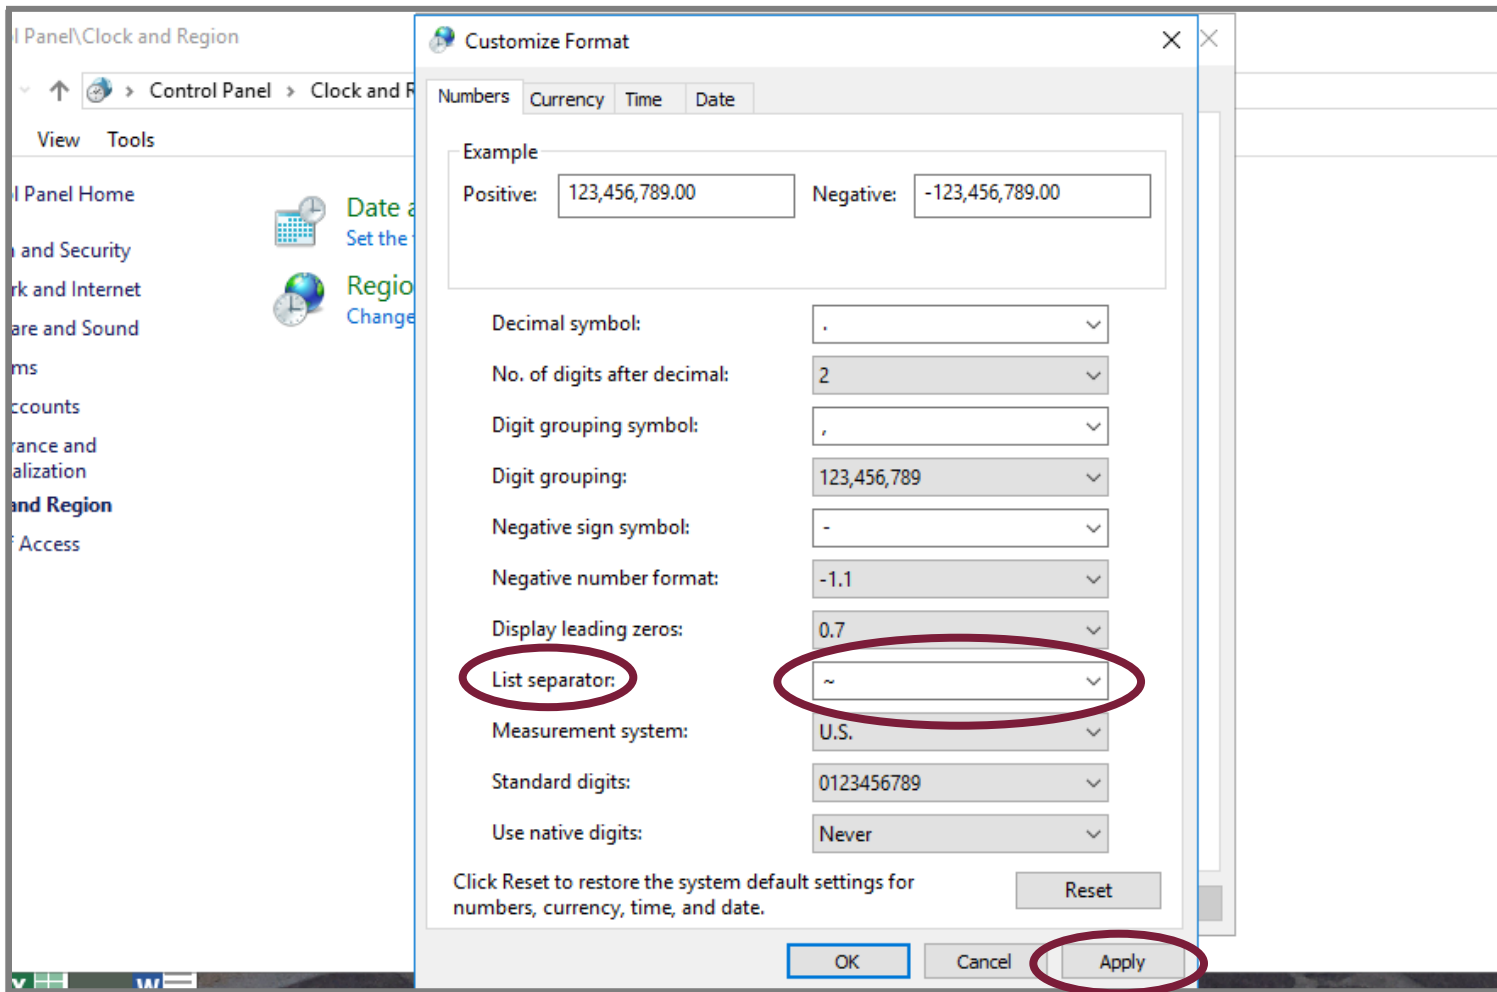 l Panel\Clock and Region
Control Panel > Clock and R
View Tools
l Panel Home
and Security
rk and Internet
are and Sound
ms
ccounts
rance and
alization
and Region
f Access
Date a
Set the
Regio
Change
Customize Format
Numbers Currency Time Date
Example
Positive: 123,456,789.00 Negative: -123,456,789.00
Decimal symbol: .
No. of digits after decimal: 2
Digit grouping symbol: ,
Digit grouping: 123,456,789
Negative sign symbol: -
Negative number format: -1.1
Display leading zeros: 0.7
List separator: ~
Measurement system: U.S.
Standard digits: 0123456789
Use native digits: Never
Click Reset to restore the system default settings for
numbers, currency, time, and date.
Reset
OK Cancel Apply